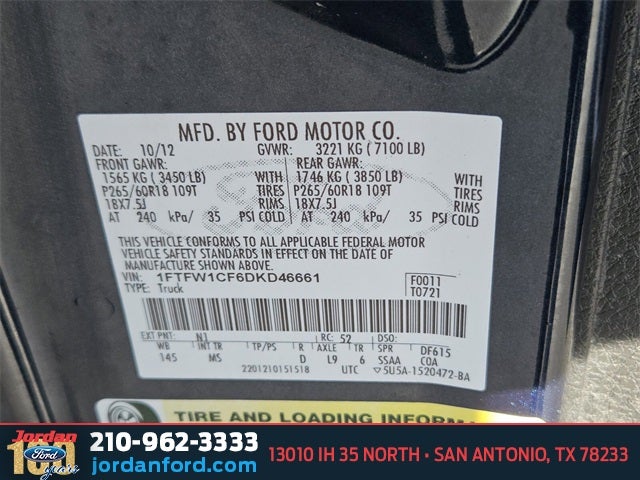 MFD. BY FORD MOTOR CO.
DATE: 10/12 GVWR: 3221 KG ( 7100 LB)
FRONT GAWR: REAR GAWR:
1565 KG ( 3450 LB) WITH 1746 KG ( 3850 LB) WITH
P265/60R18 109T TIRES P265/60R18 109T TIRES
18X7.5J RIMS 18X7.5J RIMS
AT 240 kPa/ 35 PSI COLD AT 240 kPa/ 35 PSI COLD
THIS VEHICLE CONFORMS TO ALL APPLICABLE FEDERAL MOTOR
VEHICLE SAFETY STANDARDS IN EFFECT ON THE DATE OF
MANUFACTURE SHOWN ABOVE.
VIN: 1FTFW1CF6DKD46661 F0011
TYPE: Truck T0721
EXT PNT: N1 RC: 52 DSO:
WB INT TR TP/PS R AXLE TR SPR DF615
145 MS D L9 6 SSAA COA
2201210151518 UTC ▽5U5A-1520472-BA
TIRE AND LOADING INFORMA
Jordan
Ford
100 years
210-962-3333
jordanford.com
13010 IH 35 NORTH • SAN ANTONIO, TX 78233